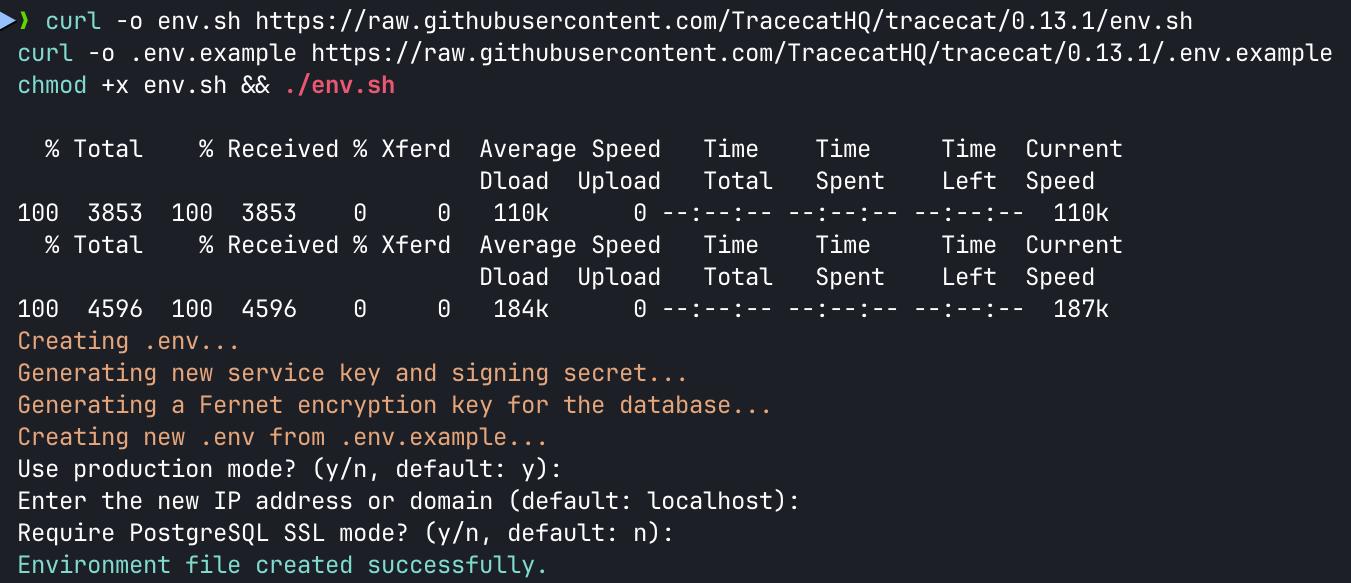 ❯ curl -o env.sh https://raw.githubusercontent.com/TracecatHQ/tracecat/0.13.1/env.sh
curl -o .env.example https://raw.githubusercontent.com/TracecatHQ/tracecat/0.13.1/.env.example
chmod +x env.sh && ./env.sh

  % Total    % Received % Xferd  Average Speed   Time    Time     Time  Current
                                 Dload  Upload   Total   Spent    Left  Speed
100  3853  100  3853    0     0   110k      0 --:--:-- --:--:-- --:--:--  110k
  % Total    % Received % Xferd  Average Speed   Time    Time     Time  Current
                                 Dload  Upload   Total   Spent    Left  Speed
100  4596  100  4596    0     0   184k      0 --:--:-- --:--:-- --:--:--  187k
Creating .env...
Generating new service key and signing secret...
Generating a Fernet encryption key for the database...
Creating new .env from .env.example...
Use production mode? (y/n, default: y):
Enter the new IP address or domain (default: localhost):
Require PostgreSQL SSL mode? (y/n, default: n):
Environment file created successfully.